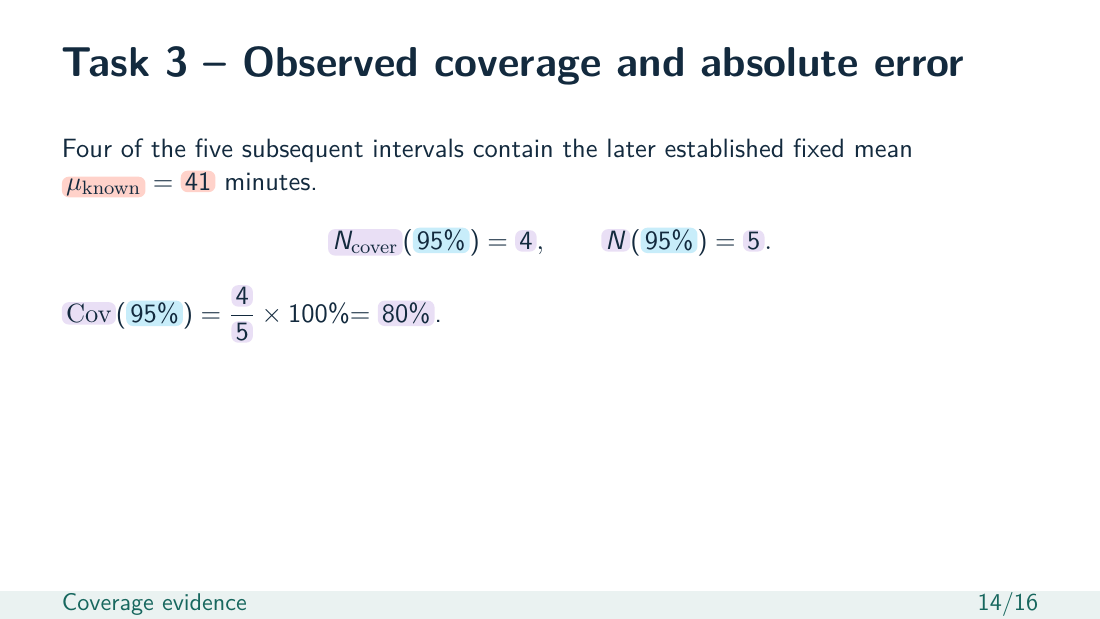 Task 3 – Observed coverage and absolute error
Four of the five subsequent intervals contain the later established fixed mean
μ_known = 41 minutes.
N_cover(95%) = 4, N(95%) = 5.
Cov(95%) = 4/5 × 100%= 80%.
Coverage evidence 14/16